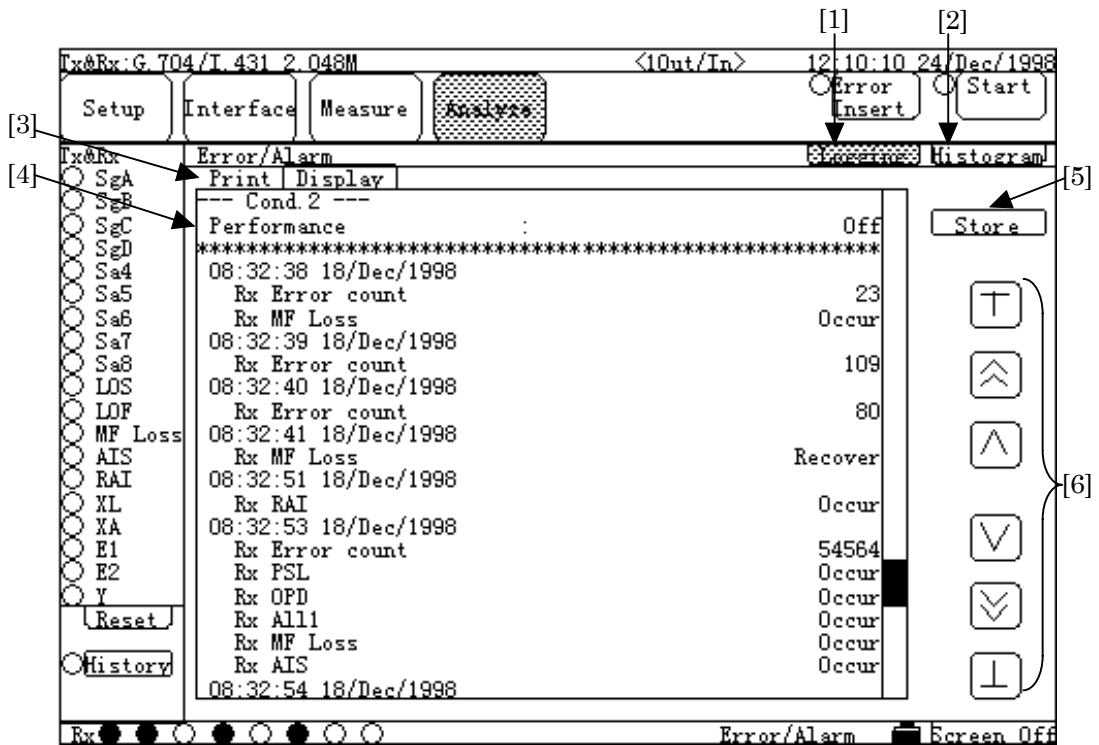 [1] [2]
Tx&Rx:G.704/I.431 2.048M <1Out/In> 12:10:10 24/Dec/1998
Setup Interface Measure Analyze Error Insert Start
[3]
Tx&Rx Error/Alarm Logging Histogram
[4] SgA Print Display [5]
SgB --- Cond.2 ---
SgC Performance : Off Store
SgD ************************************************************
Sa4 08:32:38 18/Dec/1998
Sa5 Rx Error count 23
Sa6 Rx MF Loss Occur
Sa7 08:32:39 18/Dec/1998
Sa8 Rx Error count 109
LOS 08:32:40 18/Dec/1998
LOF Rx Error count 80
MF Loss 08:32:41 18/Dec/1998
AIS Rx MF Loss Recover
RAI 08:32:51 18/Dec/1998 [6]
XL Rx RAI Occur
XA 08:32:53 18/Dec/1998
E1 Rx Error count 54564
E2 Rx PSL Occur
Y Rx OPD Occur
Reset Rx All1 Occur
Rx MF Loss Occur
History Rx AIS Occur
08:32:54 18/Dec/1998
Rx Error/Alarm Screen Off